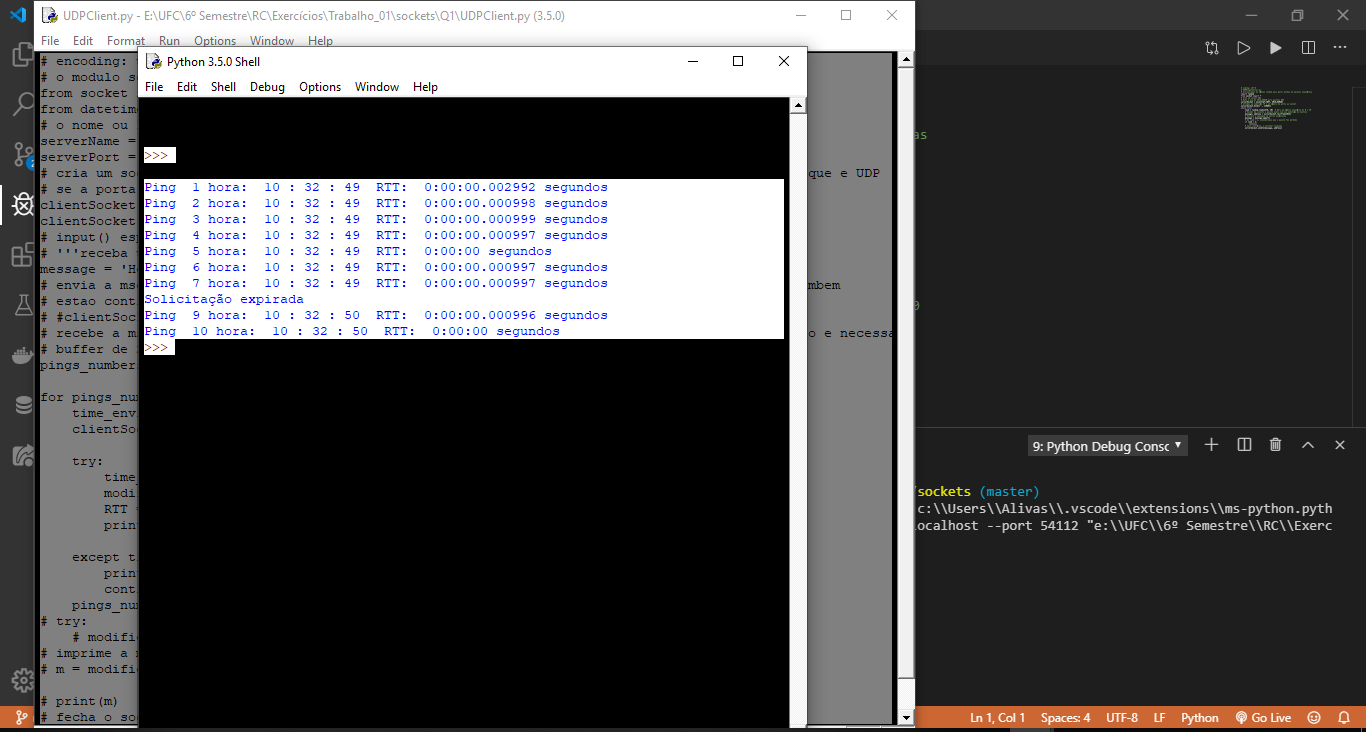 UDPClient.py - E:\UFC\6º Semestre\RC\Exercícios\Trabalho_01\sockets\Q1\UDPClient.py (3.5.0)
File Edit Format Run Options Window Help
Python 3.5.0 Shell
File Edit Shell Debug Options Window Help
>>>
Ping  1 hora:  10 : 32 : 49  RTT:  0:00:00.002992 segundos
Ping  2 hora:  10 : 32 : 49  RTT:  0:00:00.000998 segundos
Ping  3 hora:  10 : 32 : 49  RTT:  0:00:00.000999 segundos
Ping  4 hora:  10 : 32 : 49  RTT:  0:00:00.000997 segundos
Ping  5 hora:  10 : 32 : 49  RTT:  0:00:00 segundos
Ping  6 hora:  10 : 32 : 49  RTT:  0:00:00.000997 segundos
Ping  7 hora:  10 : 32 : 49  RTT:  0:00:00.000997 segundos
Solicitação expirada
Ping  9 hora:  10 : 32 : 50  RTT:  0:00:00.000996 segundos
Ping  10 hora:  10 : 32 : 50  RTT:  0:00:00 segundos
>>>
# encoding:
# o modulo s
from socket
from datetim
# o nome ou
serverName =
serverPort =
# cria um so que e UDP
# se a porta
clientSocket
clientSocket
# input() esp
# '''receba
message = 'H
# envia a ms mbem
# estao cont
# #clientSoc
# recebe a m o e necessa
# buffer de
pings_number
for pings_nu
    time_env
    clientSo
    try:
        time_
        modi
        RTT =
        prin
    except t
        prin
        cont
    pings_nu
# try:
    # modifi
# imprime a
# m = modific
# print(m)
# fecha o so
as
9: Python Debug Consc
sockets (master)
c:\\Users\\Alivas\\.vscode\\extensions\\ms-python.pyth
ocalhost --port 54112 "e:\\UFC\\6º Semestre\\RC\\Exerc
Ln 1, Col 1 Spaces: 4 UTF-8 LF Python Go Live